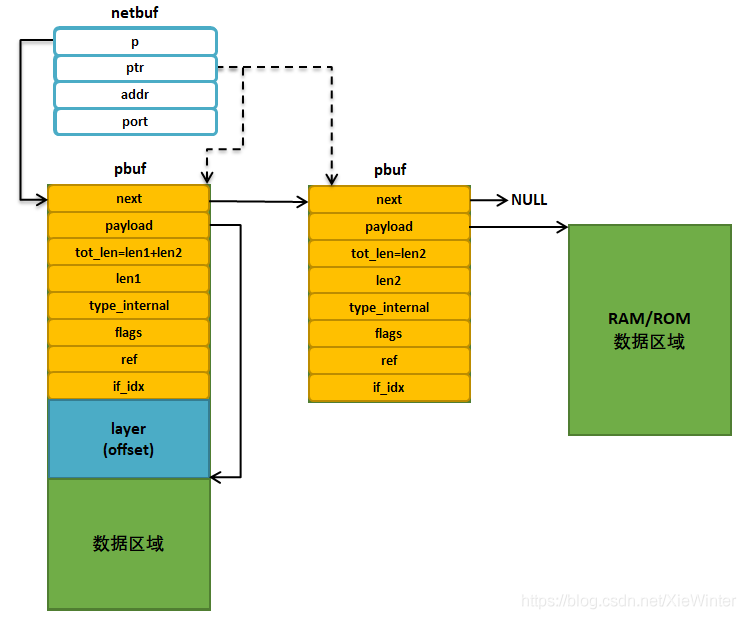 netbuf
p
ptr
addr
port
pbuf
next
payload
tot_len=len1+len2
len1
type_internal
flags
ref
if_idx
layer
(offset)
数据区域
pbuf
next
payload
tot_len=len2
len2
type_internal
flags
ref
if_idx
NULL
RAM/ROM
数据区域
https://blog.csdn.net/XieWinter